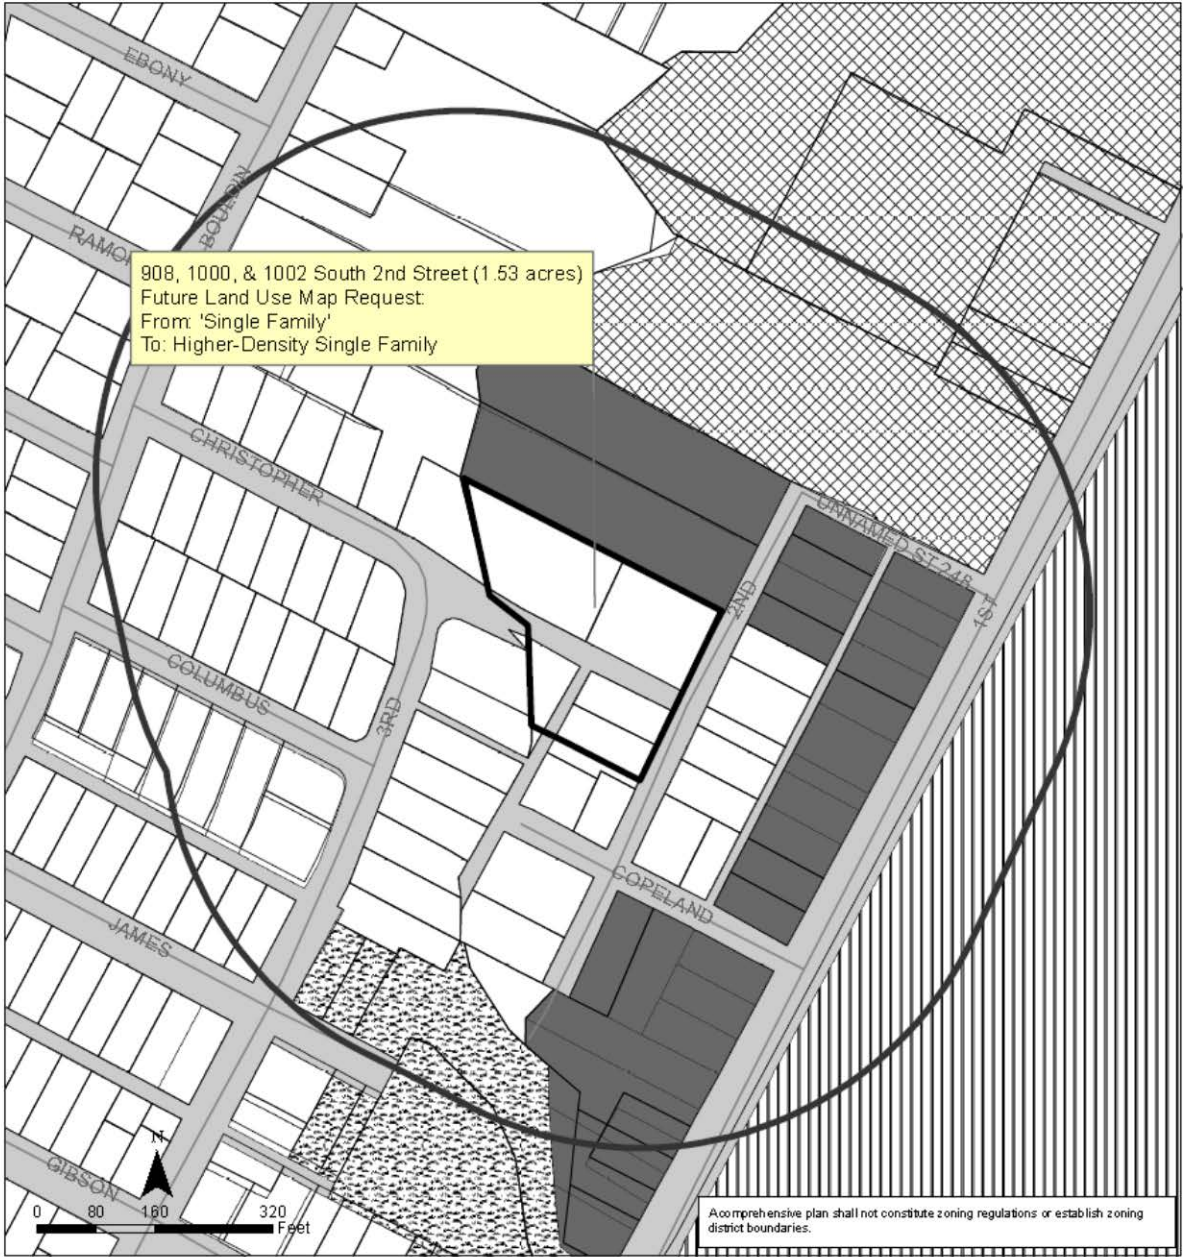 EBONY
BOULDIN
908, 1000, & 1002 South 2nd Street (1.53 acres)
Future Land Use Map Request:
From: 'Single Family'
To: Higher-Density Single Family
CHRISTOPHER
UNNAMED ST-248
2ND
1ST
COLUMBUS
3RD
COPELAND
JAMES
GIBSON
N
0 80 160 320
Feet
A comprehensive plan shall not constitute zoning regulations or establish zoning
district boundaries.